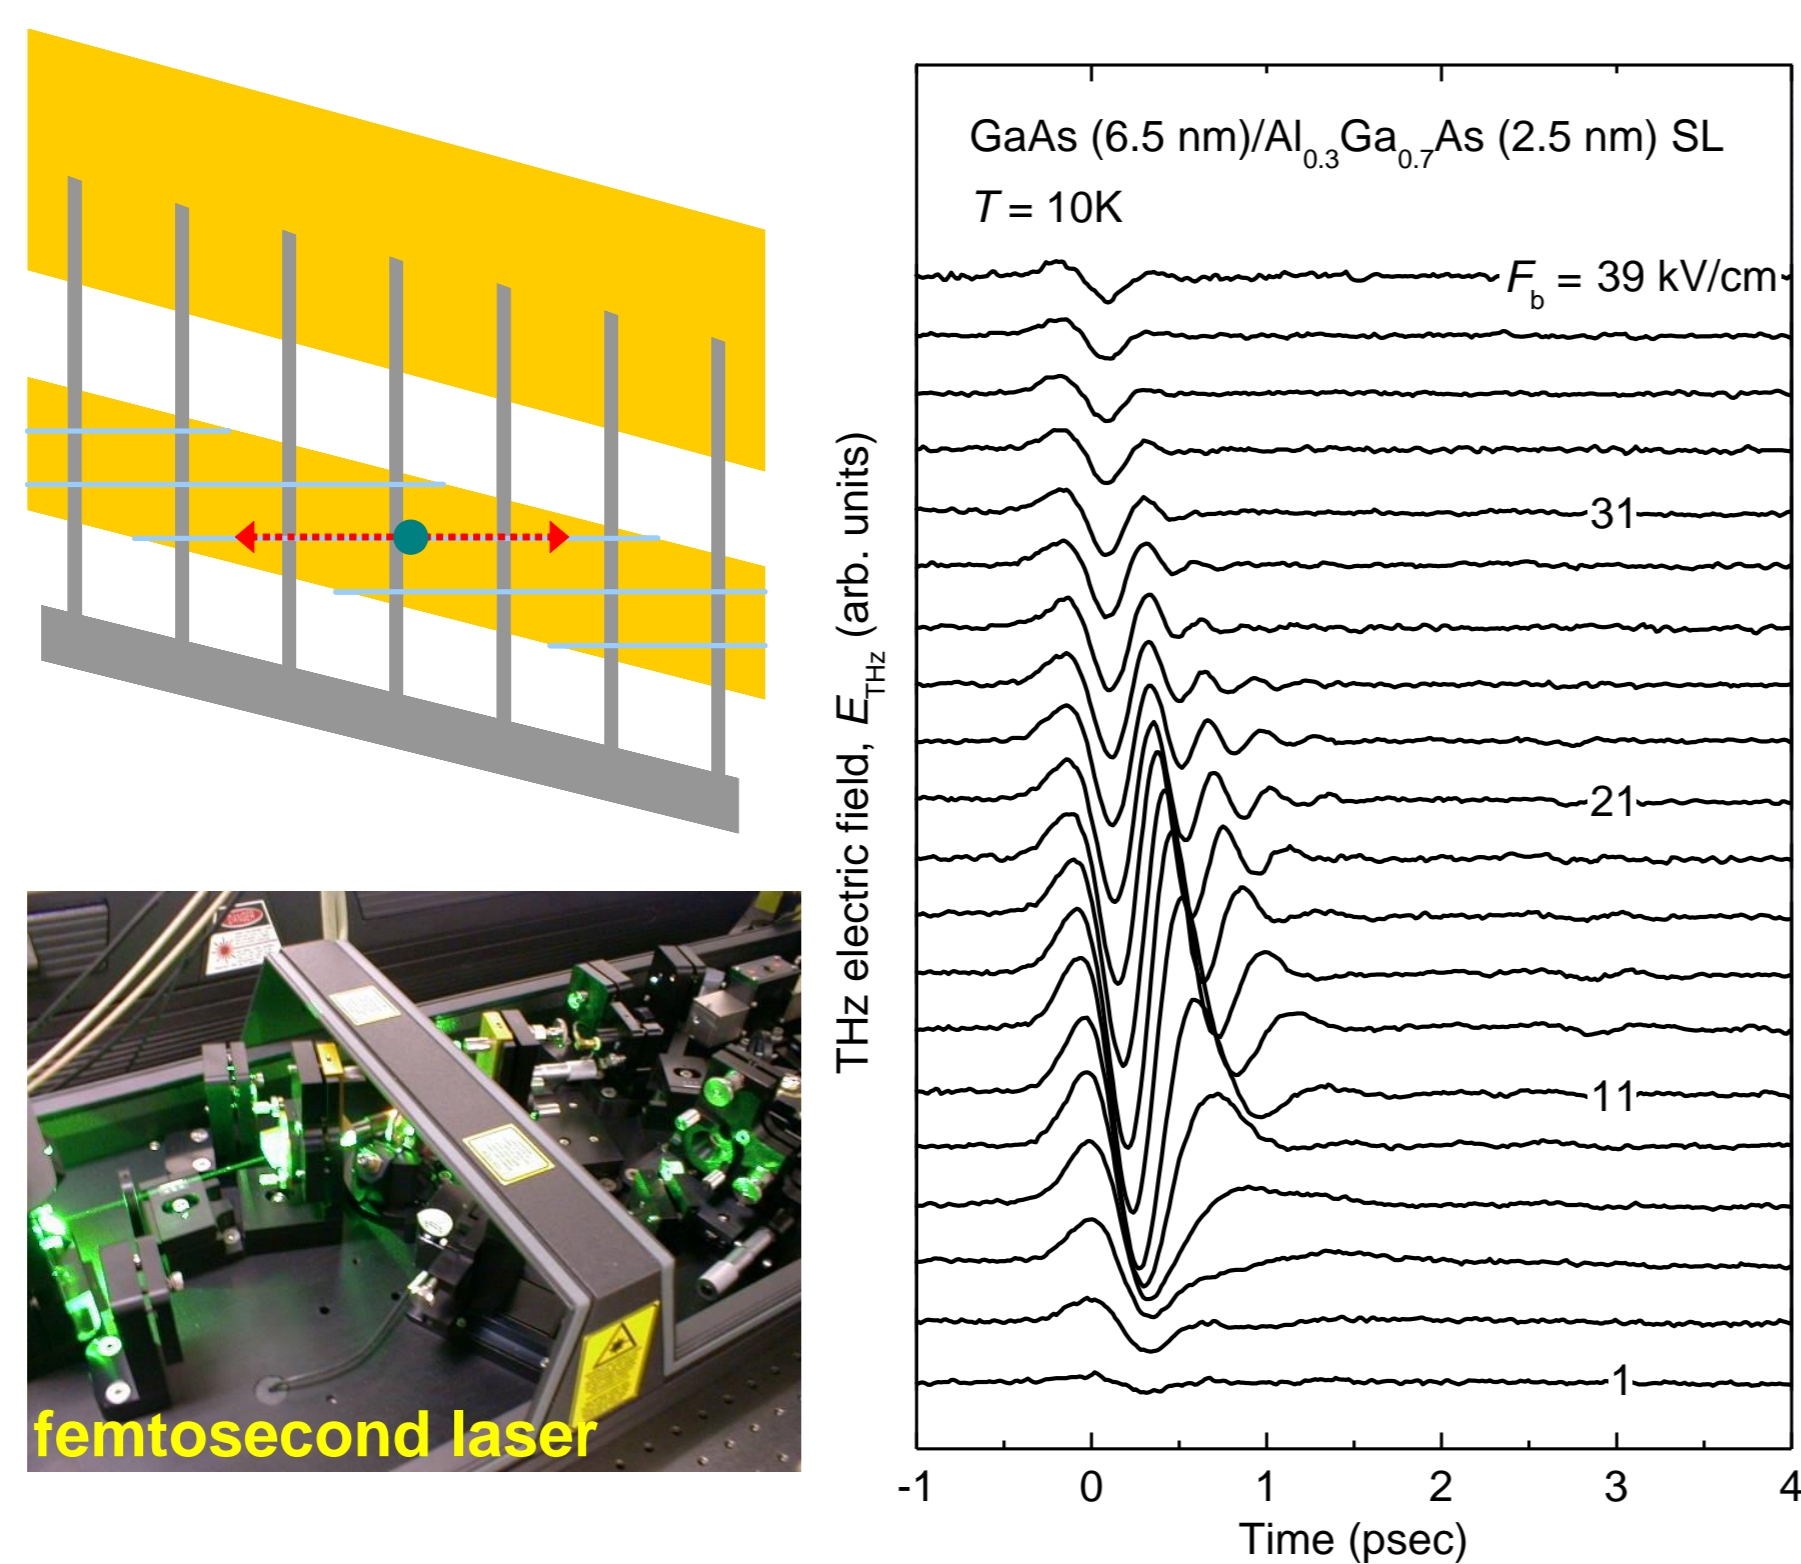 GaAs (6.5 nm)/Al0.3Ga0.7As (2.5 nm) SL
T = 10K
Fb = 39 kV/cm
31
21
11
1
THz electric field, ETHz (arb. units)
-1 0 1 2 3 4
Time (psec)
femtosecond laser